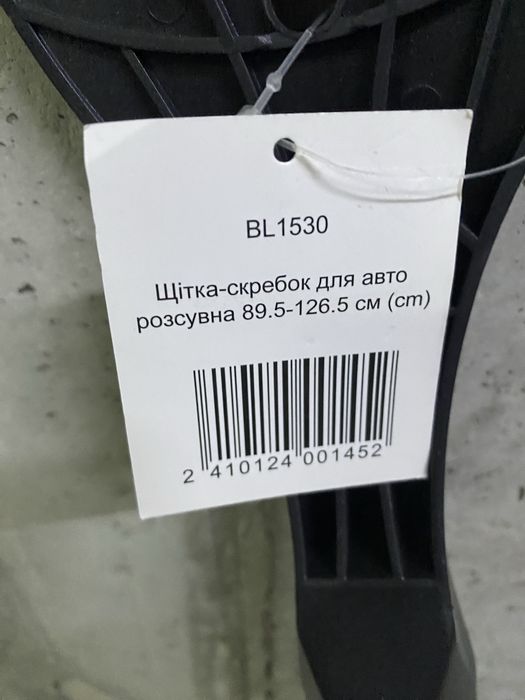 BL1530
Щітка-скребок для авто
розсувна 89.5-126.5 см (cm)
2 410124 001452